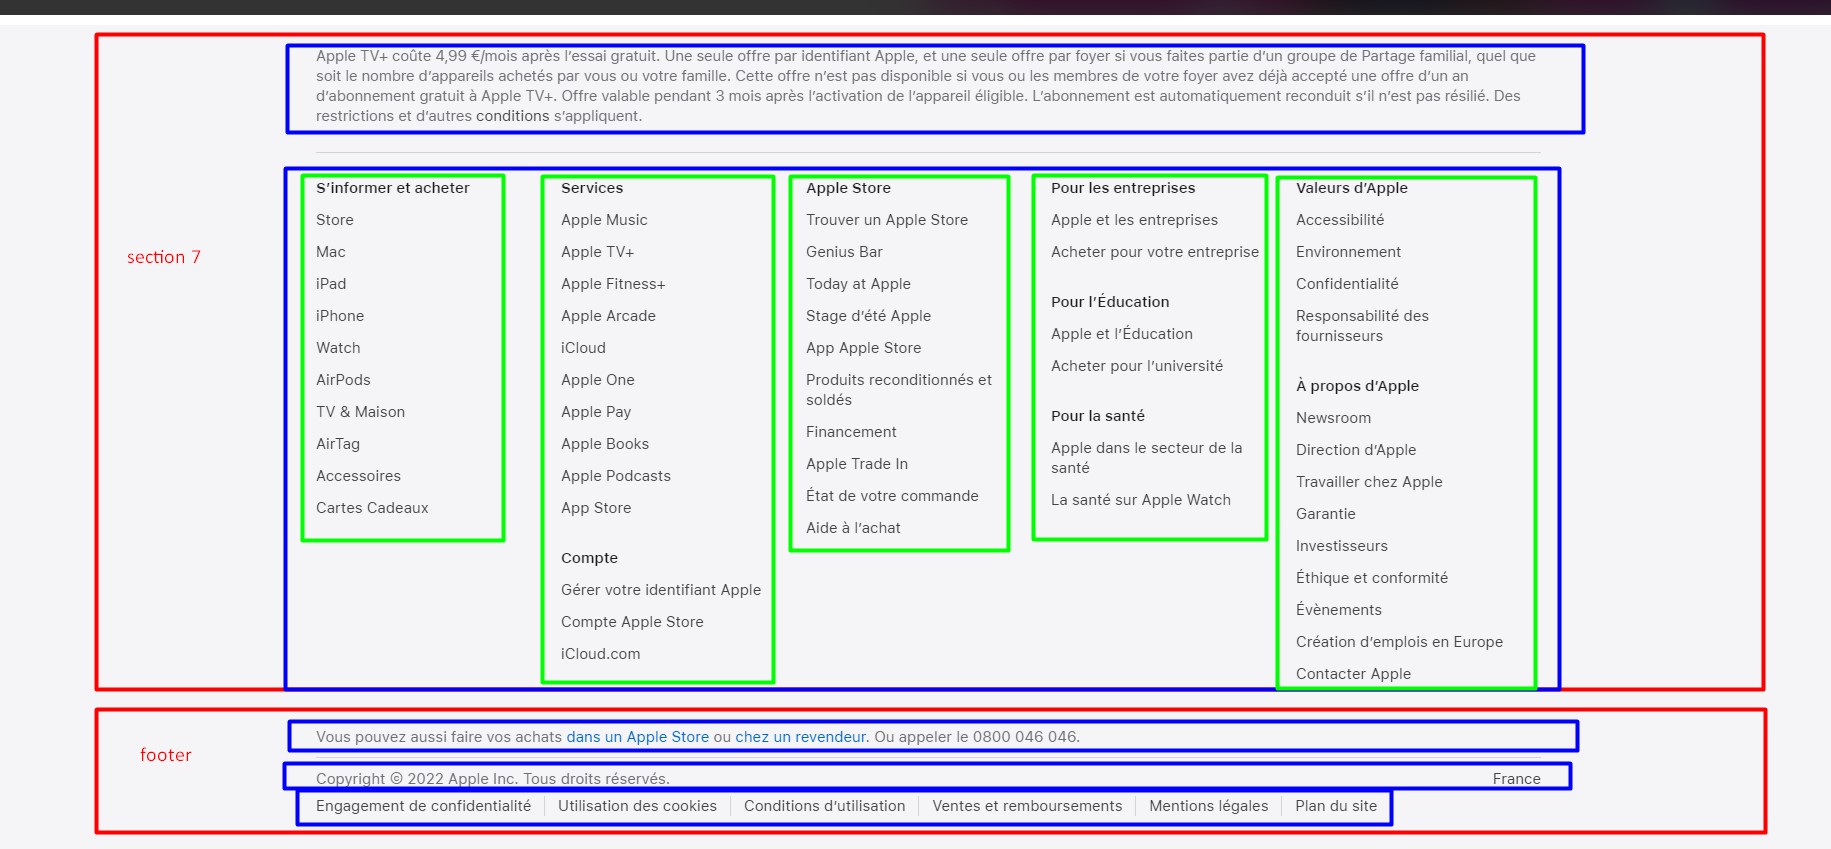 Apple TV+ coûte 4,99 €/mois après l’essai gratuit. Une seule offre par identifiant Apple, et une seule offre par foyer si vous faites partie d’un groupe de Partage familial, quel que
soit le nombre d’appareils achetés par vous ou votre famille. Cette offre n’est pas disponible si vous ou les membres de votre foyer avez déjà accepté une offre d’un an
d’abonnement gratuit à Apple TV+. Offre valable pendant 3 mois après l’activation de l’appareil éligible. L’abonnement est automatiquement reconduit s’il n’est pas résilié. Des
restrictions et d’autres conditions s’appliquent.
section 7
S’informer et acheter
Store
Mac
iPad
iPhone
Watch
AirPods
TV & Maison
AirTag
Accessoires
Cartes Cadeaux
Services
Apple Music
Apple TV+
Apple Fitness+
Apple Arcade
iCloud
Apple One
Apple Pay
Apple Books
Apple Podcasts
App Store
Compte
Gérer votre identifiant Apple
Compte Apple Store
iCloud.com
Apple Store
Trouver un Apple Store
Genius Bar
Today at Apple
Stage d’été Apple
App Apple Store
Produits reconditionnés et
soldés
Financement
Apple Trade In
État de votre commande
Aide à l’achat
Pour les entreprises
Apple et les entreprises
Acheter pour votre entreprise
Pour l’Éducation
Apple et l’Éducation
Acheter pour l’université
Pour la santé
Apple dans le secteur de la
santé
La santé sur Apple Watch
Valeurs d’Apple
Accessibilité
Environnement
Confidentialité
Responsabilité des
fournisseurs
À propos d’Apple
Newsroom
Direction d’Apple
Travailler chez Apple
Garantie
Investisseurs
Éthique et conformité
Évènements
Création d’emplois en Europe
Contacter Apple
footer
Vous pouvez aussi faire vos achats dans un Apple Store ou chez un revendeur. Ou appeler le 0800 046 046.
Copyright © 2022 Apple Inc. Tous droits réservés. France
Engagement de confidentialité Utilisation des cookies Conditions d’utilisation Ventes et remboursements Mentions légales Plan du site